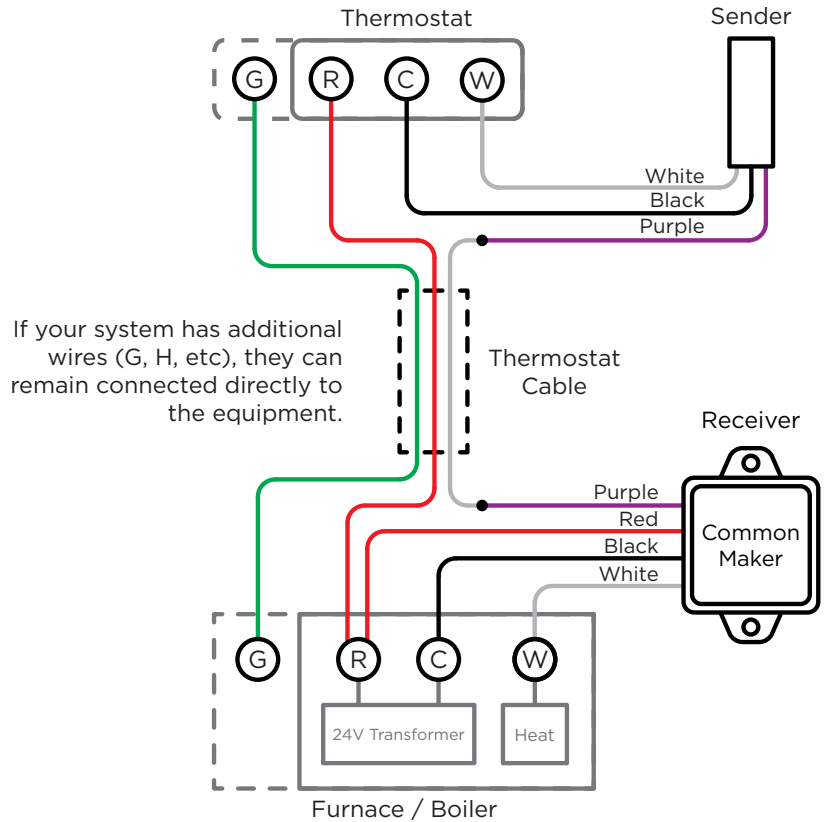 Thermostat
Sender
G
R
C
W
White
Black
Purple
If your system has additional
wires (G, H, etc), they can
remain connected directly to
the equipment.
Thermostat
Cable
Receiver
Purple
Red
Black
White
Common
Maker
G
R
C
W
24V Transformer
Heat
Furnace / Boiler